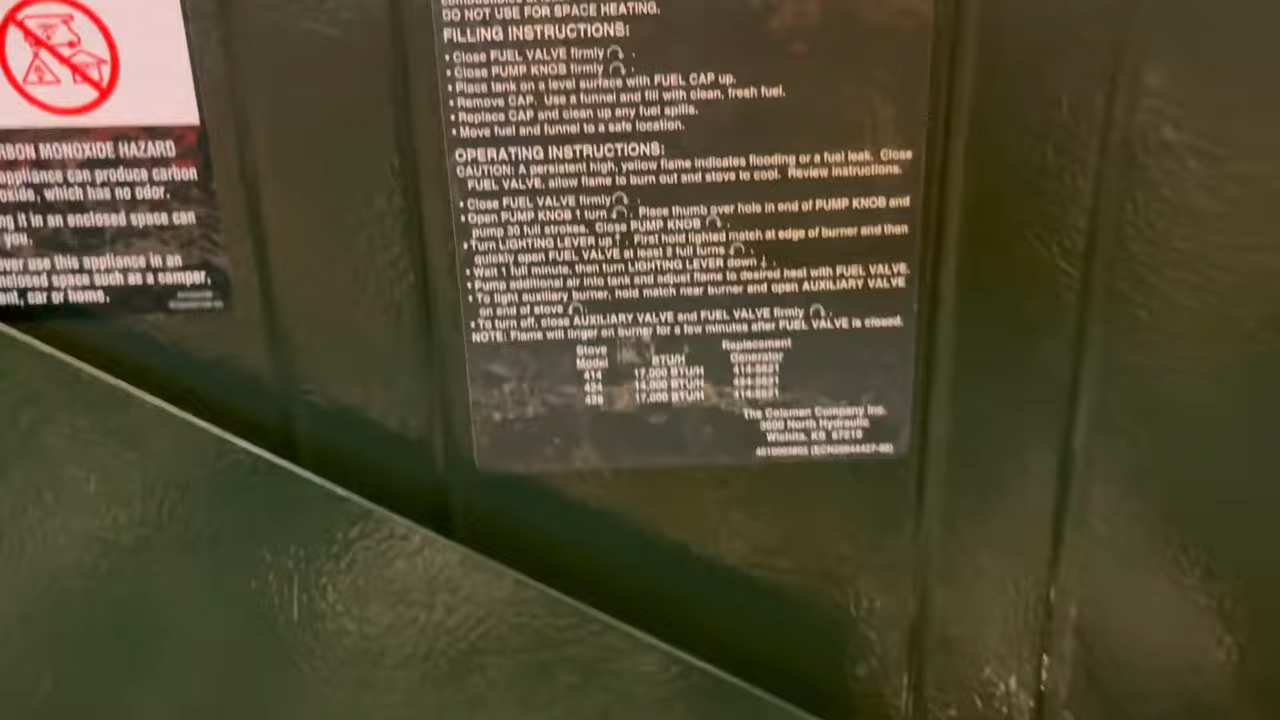 RBON MONOXIDE HAZARD
appliance can produce carbon
oxide, which has no odor.
ng it in an enclosed space can
you.
ver use this appliance in an
closed space such as a camper,
ent, car or home.
DO NOT USE FOR SPACE HEATING.
FILLING INSTRUCTIONS:
• Close FUEL VALVE firmly .
• Close PUMP KNOB firmly .
• Place tank on a level surface with FUEL CAP up.
• Remove CAP. Use a funnel and fill with clean, fresh fuel.
• Replace CAP and clean up any fuel spills.
• Move fuel and funnel to a safe location.
OPERATING INSTRUCTIONS:
CAUTION: A persistent high, yellow flame indicates flooding or a fuel leak. Close
FUEL VALVE, allow flame to burn out and stove to cool. Review instructions.
• Close FUEL VALVE firmly .
• Open PUMP KNOB 1 turn . Place thumb over hole in end of PUMP KNOB and
pump 30 full strokes. Close PUMP KNOB .
• Turn LIGHTING LEVER up ↑. First hold lighted match at edge of burner and then
quickly open FUEL VALVE at least 2 full turns .
• Wait 1 full minute, then turn LIGHTING LEVER down ↓.
• Pump additional air into tank and adjust flame to desired heat with FUEL VALVE.
• To light auxiliary burner, hold match near burner and open AUXILIARY VALVE
on end of stove .
• To turn off, close AUXILIARY VALVE and FUEL VALVE firmly .
NOTE: Flame will linger on burner for a few minutes after FUEL VALVE is closed.
Stove Replacement
Model BTU/H Generator
414 17,000 BTU/H
424 14,000 BTU/H
17,000 BTU/H
The Coleman Company Inc.
3600 North Hydraulic
Wichita, KS 67219